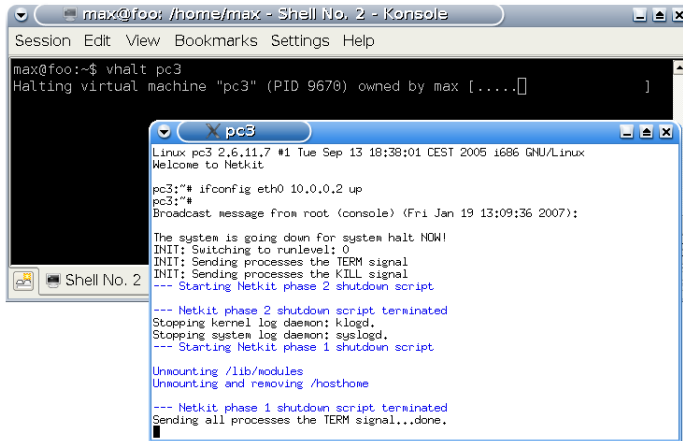 max@foo: /home/max - Shell No. 2 - Konsole
Session Edit View Bookmarks Settings Help
max@foo:~$ vhalt pc3
Halting virtual machine "pc3" (PID 9670) owned by max [..... ]
Shell No. 2
pc3
Linux pc3 2.6.11.7 #1 Tue Sep 13 18:38:01 CEST 2005 i686 GNU/Linux
Welcome to Netkit
pc3:~# ifconfig eth0 10.0.0.2 up
pc3:~#
Broadcast message from root (console) (Fri Jan 19 13:09:36 2007):
The system is going down for system halt NOW!
INIT: Switching to runlevel: 0
INIT: Sending processes the TERM signal
INIT: Sending processes the KILL signal
--- Starting Netkit phase 2 shutdown script
--- Netkit phase 2 shutdown script terminated
Stopping kernel log daemon: klogd.
Stopping system log daemon: syslogd.
--- Starting Netkit phase 1 shutdown script
Unmounting /lib/modules
Unmounting and removing /hosthome
--- Netkit phase 1 shutdown script terminated
Sending all processes the TERM signal...done.